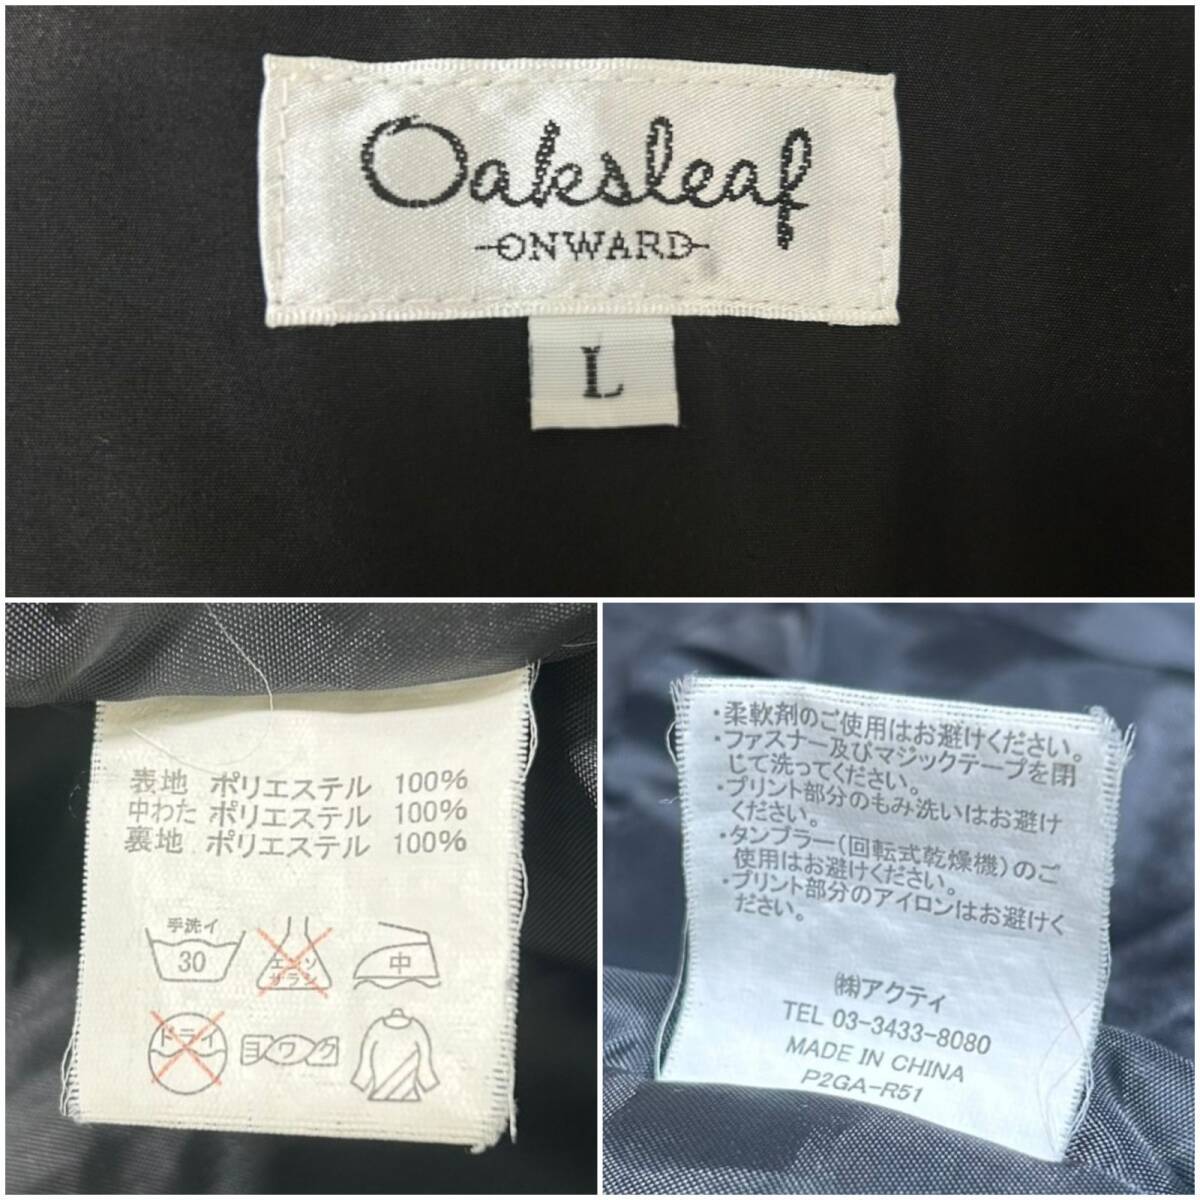 Oaksleaf
ONWARD
L
表地 ポリエステル 100%
中わた ポリエステル 100%
裏地 ポリエステル 100%
手洗イ
30
エンソ
サラシ
中
ドライ
ヨワク
・柔軟剤のご使用はお避けください。
・ファスナー及びマジックテープを閉
じて洗ってください。
・プリント部分のもみ洗いはお避け
ください。
・タンブラー(回転式乾燥機)のご
使用はお避けください。
・プリント部分のアイロンはお避けく
ださい。
㈱アクティ
TEL 03-3433-8080
MADE IN CHINA
P2GA-R51